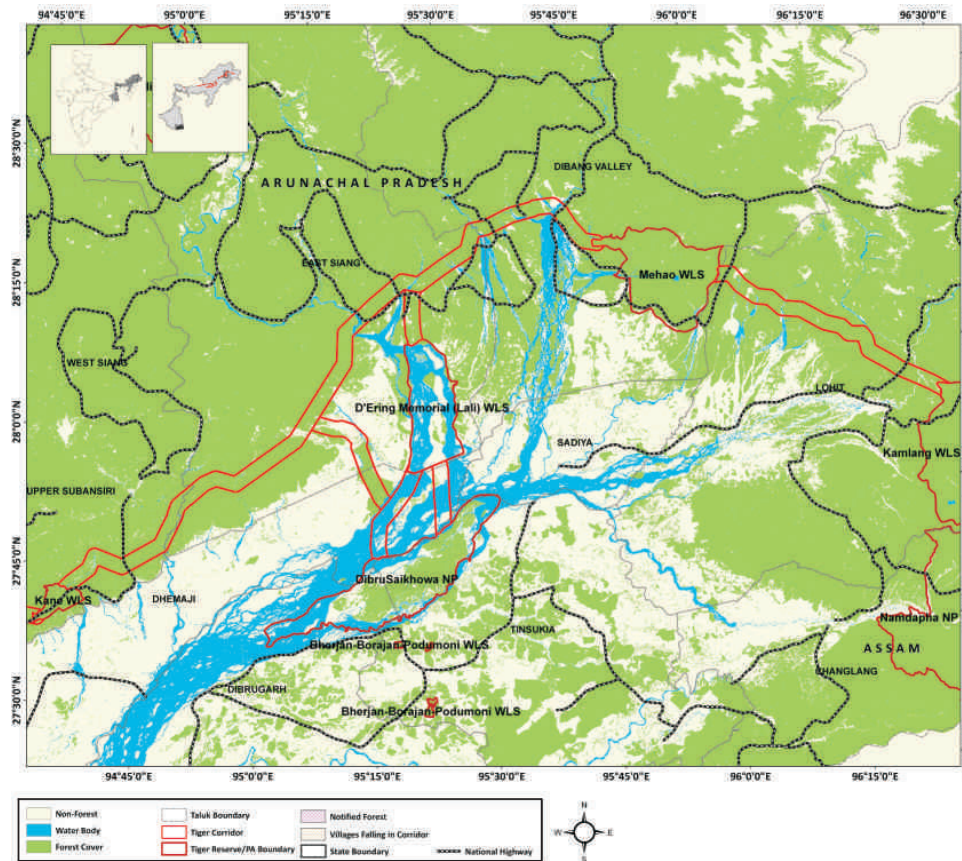 94°45'0"E 95°0'0"E 95°15'0"E 95°30'0"E 95°45'0"E 96°0'0"E 96°15'0"E 96°30'0"E
28°30'0"N
28°15'0"N
28°0'0"N
27°45'0"N
27°30'0"N
DIBANG VALLEY
ARUNACHAL PRADESH
EAST SIANG
Mehao WLS
WEST SIANG
LOHIT
D'Ering Memorial (Lali) WLS
SADIYA
Kamlang WLS
UPPER SUBANSIRI
DibruSaikhowa NP
Kane WLS
DHEMAJI
Namdapha NP
TINSUKIA
Bherjan-Borajan-Podumoni WLS
ASSAM
CHANGLANG
DIBRUGARH
Bherjan-Borajan-Podumoni WLS
94°45'0"E 95°0'0"E 95°15'0"E 95°30'0"E 95°45'0"E 96°0'0"E 96°15'0"E
Non-Forest Taluk Boundary Notified Forest
Water Body Tiger Corridor Villages Falling in Corridor
Forest Cover Tiger Reserve/PA Boundary State Boundary National Highway
N
W E
S